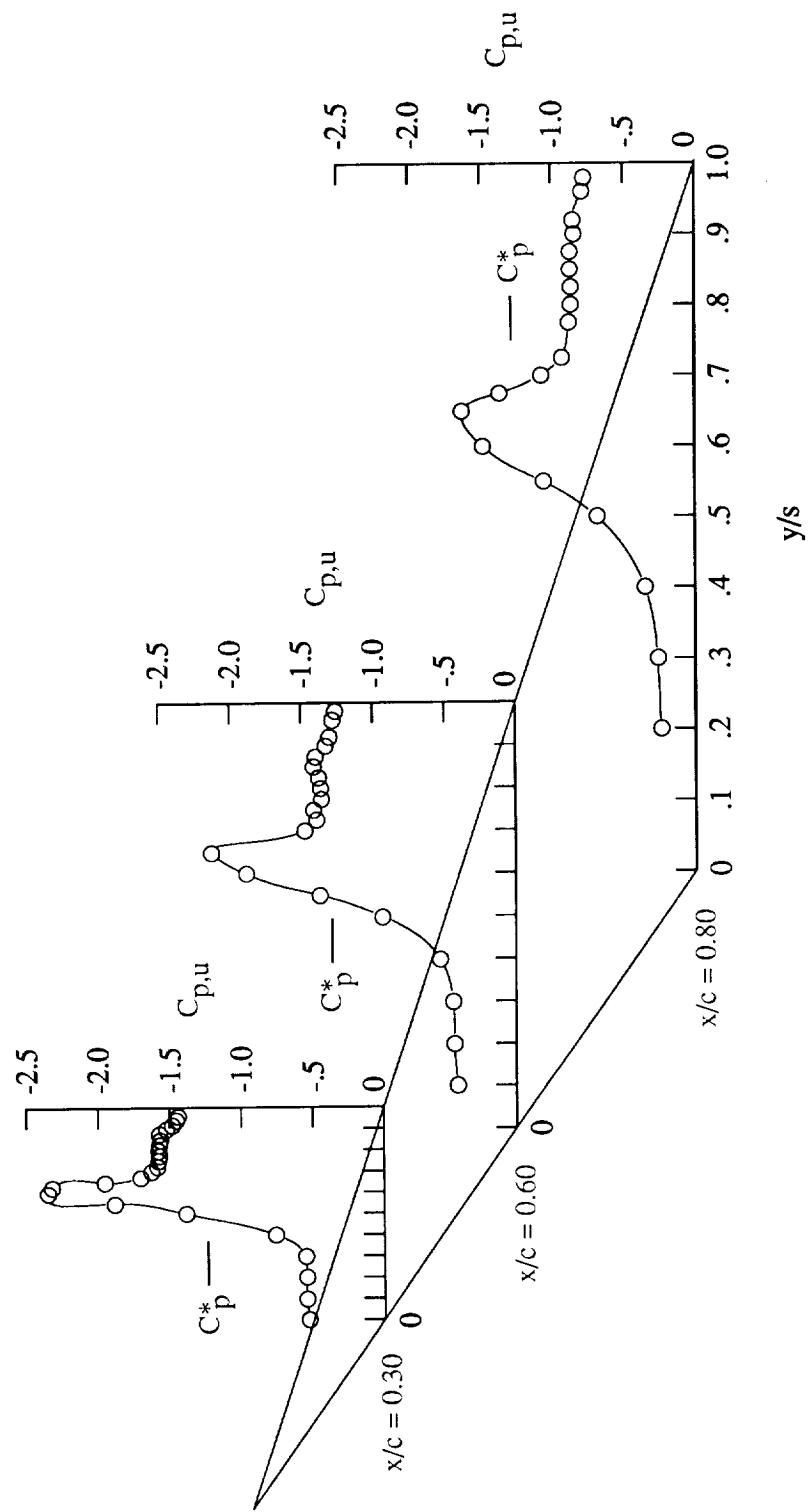 -2.5
-2.0
-1.5
-1.0
-.5
0
C_{p,u}
C*_p
0
x/c = 0.30
-2.5
-2.0
-1.5
-1.0
-.5
0
C_{p,u}
C*_p
0
x/c = 0.60
-2.5
-2.0
-1.5
-1.0
-.5
0
C_{p,u}
C*_p
0 .1 .2 .3 .4 .5 .6 .7 .8 .9 1.0
y/s
x/c = 0.80